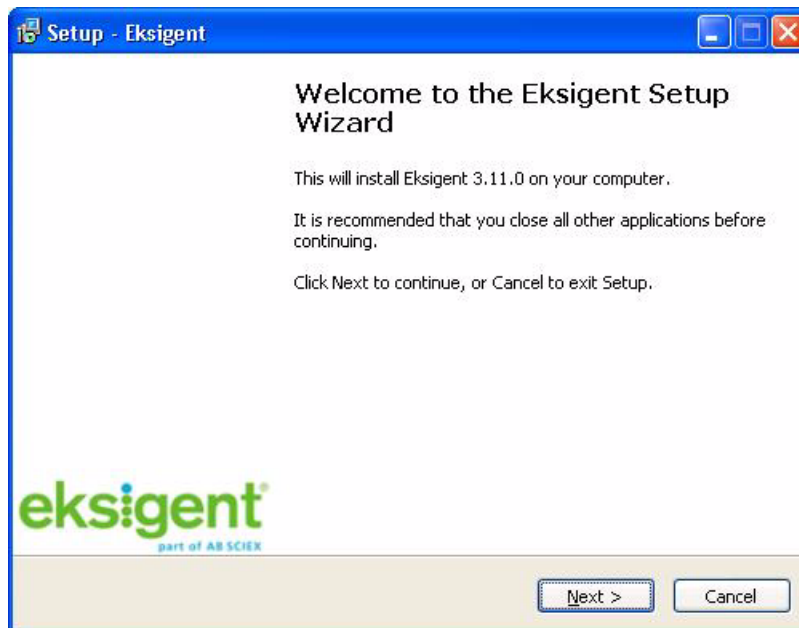 Setup - Eksigent
Welcome to the Eksigent Setup
Wizard
This will install Eksigent 3.11.0 on your computer.
It is recommended that you close all other applications before
continuing.
Click Next to continue, or Cancel to exit Setup.
eksigent®
part of AB SCIEX
Next >
Cancel